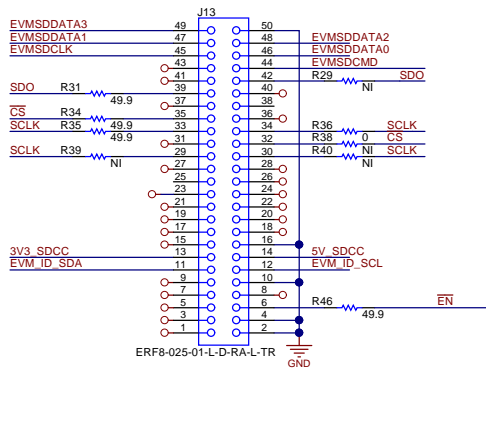 J13
EVMSDDATA3 49 50
EVMSDDATA1 47 48 EVMSDDATA2
EVMSDCLK 45 46 EVMSDDATA0
43 44 EVMSDCMD
41 42 R29 NI SDO
SDO R31 49.9 39 40
37 38
CS R34 49.9 35 36
SCLK R35 49.9 33 34 R36 0 SCLK
31 32 R38 NI CS
SCLK R39 NI 29 30 R40 NI SCLK
27 28
25 26
23 24
21 22
19 20
17 18
15 16
3V3_SDCC 13 14 5V_SDCC
EVM_ID_SDA 11 12 EVM_ID_SCL
9 10
7 8
5 6 R46 49.9 EN
3 4
1 2
ERF8-025-01-L-D-RA-L-TR
GND